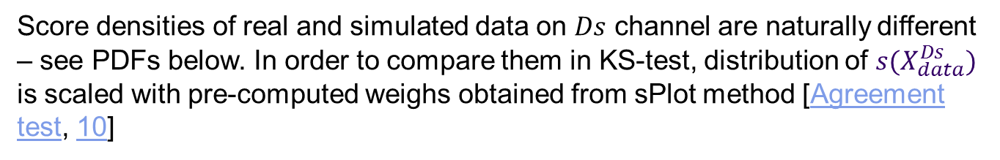 Score densities of real and simulated data on Ds channel are naturally different
– see PDFs below. In order to compare them in KS-test, distribution of s(X_{data}^{Ds})
is scaled with pre-computed weighs obtained from sPlot method [Agreement
test, 10]